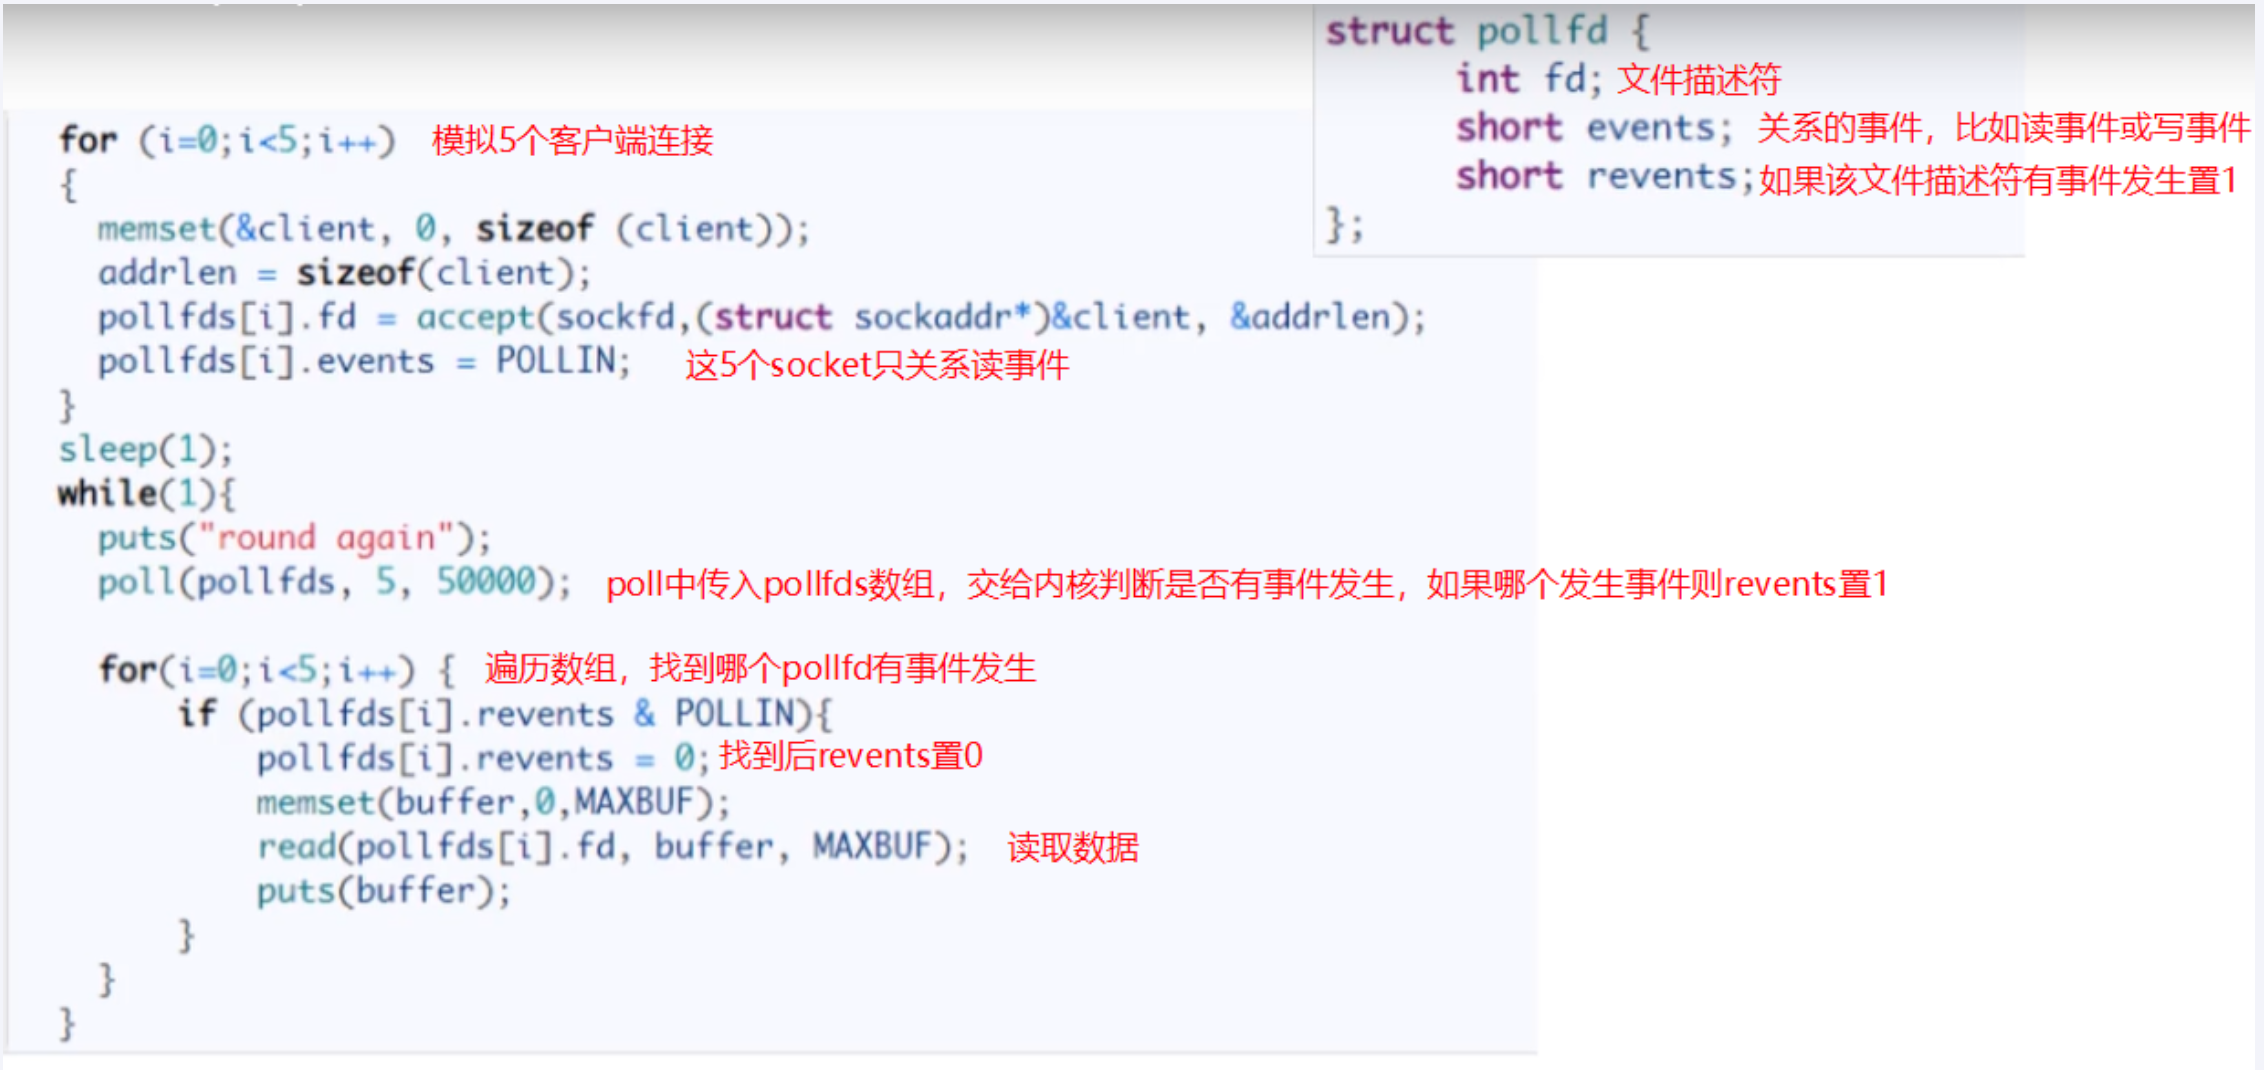 struct pollfd {
int fd; 文件描述符
short events; 关系的事件，比如读事件或写事件
short revents;如果该文件描述符有事件发生置1
};
for (i=0;i<5;i++) 模拟5个客户端连接
{
memset(&client, 0, sizeof (client));
addrlen = sizeof(client);
pollfds[i].fd = accept(sockfd,(struct sockaddr*)&client, &addrlen);
pollfds[i].events = POLLIN; 这5个socket只关系读事件
}
sleep(1);
while(1){
puts("round again");
poll(pollfds, 5, 50000); poll中传入pollfds数组，交给内核判断是否有事件发生，如果哪个发生事件则revents置1
for(i=0;i<5;i++) { 遍历数组，找到哪个pollfd有事件发生
if (pollfds[i].revents & POLLIN){
pollfds[i].revents = 0; 找到后revents置0
memset(buffer,0,MAXBUF);
read(pollfds[i].fd, buffer, MAXBUF); 读取数据
puts(buffer);
}
}
}